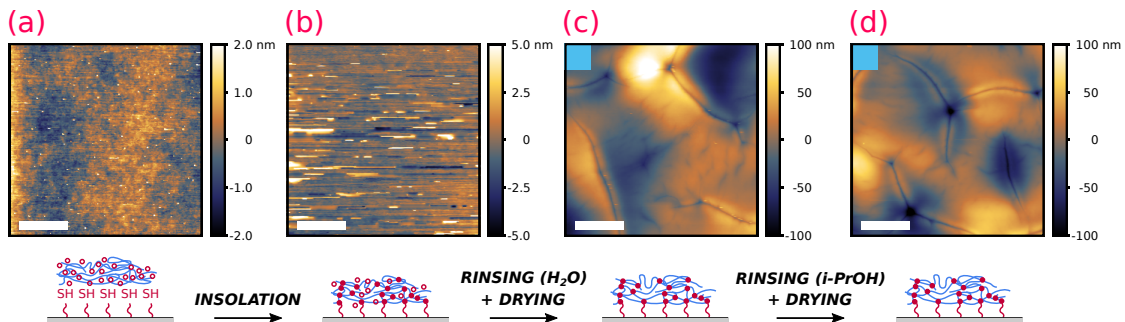 (a)
(b)
(c)
(d)
2.0 nm
1.0
0
-1.0
-2.0
5.0 nm
2.5
0
-2.5
-5.0
100 nm
50
0
-50
-100
100 nm
50
0
-50
-100
SH SH SH SH SH
INSOLATION
RINSING (H₂O)
+ DRYING
RINSING (i-PrOH)
+ DRYING